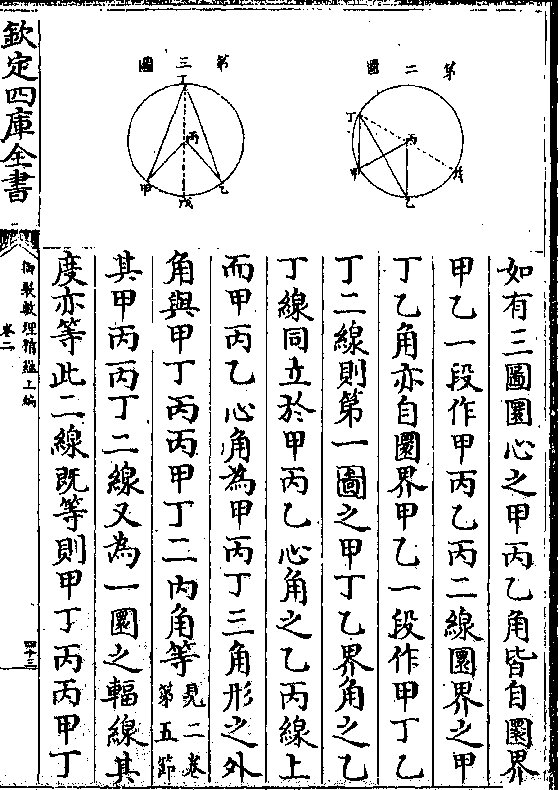 第二圖
丁
丙
甲
乙
戊
第三圖
丁
丙
甲
乙
戊
如有三圖圜心之甲丙乙角皆自圜界
甲乙一段作甲丙乙丙二線圜界之甲
丁乙角亦自圜界甲乙一段作甲丁乙
丁二線則第一圖之甲丁乙界角之乙
丁線同立於甲丙乙心角之乙丙線上
而甲丙乙心角為甲丙丁三角形之外
角與甲丁丙丙甲丁二内角等見二卷第五節
其甲丙丙丁二線又為一圜之輻線其
度亦等此二線既等則甲丁丙丙甲丁
欽定四庫全書
御製數理精蘊上編
卷二
四十三